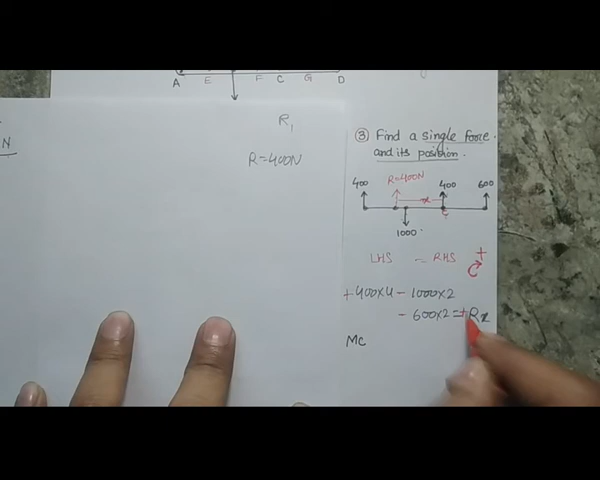 A E F C G D
N
R1
R=400N
③ Find a single force.
and its position.
400 R=400N 400 600
x
C
1000.
LHS = RHS +
+400×4 - 1000×2
- 600×2=+Rx
MC